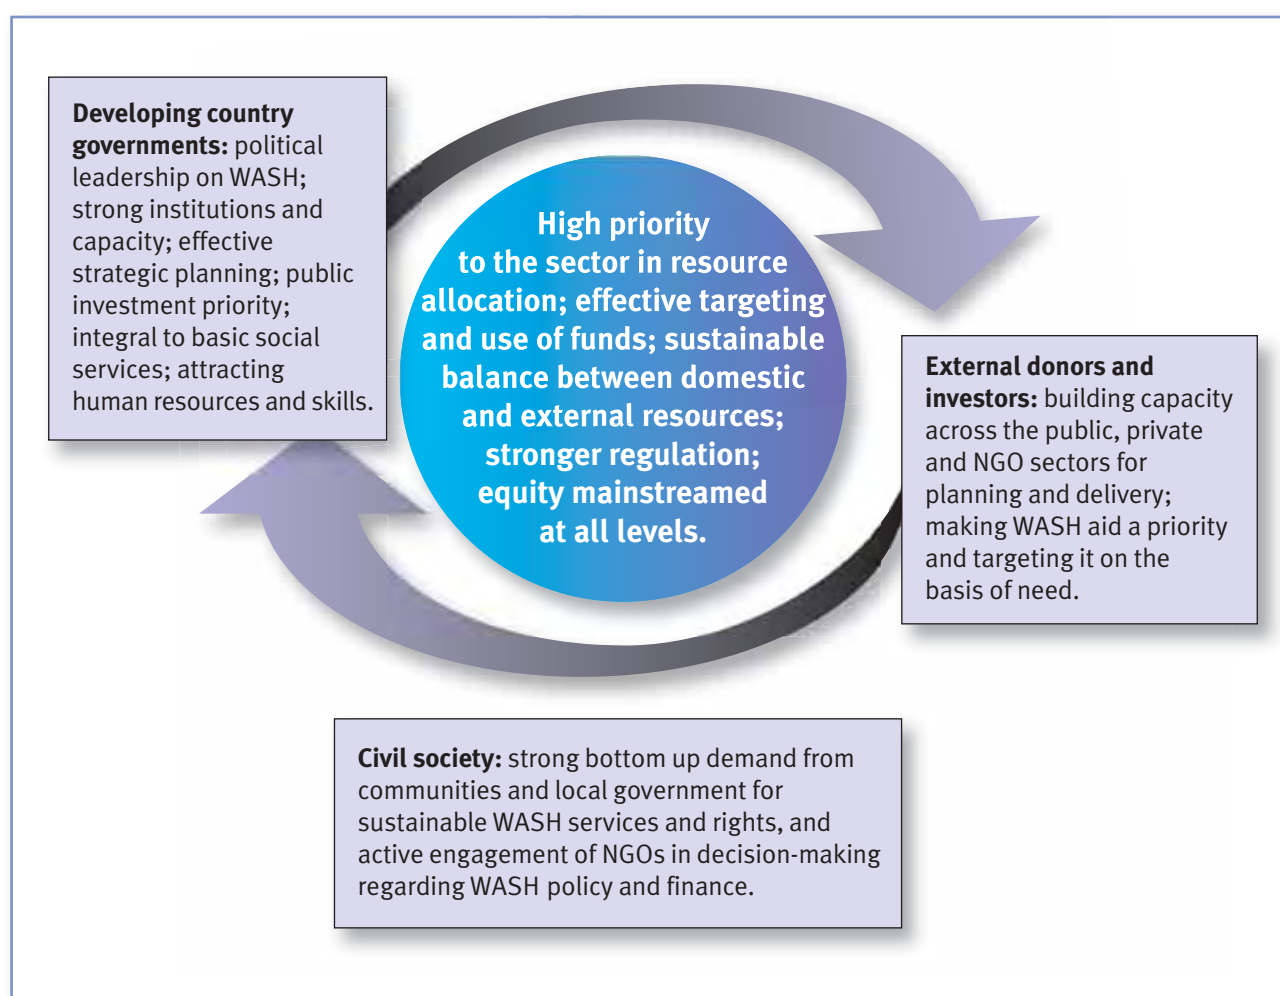 Developing country
governments: political
leadership on WASH;
strong institutions and
capacity; effective
strategic planning; public
investment priority;
integral to basic social
services; attracting
human resources and skills.
High priority
to the sector in resource
allocation; effective targeting
and use of funds; sustainable
balance between domestic
and external resources;
stronger regulation;
equity mainstreamed
at all levels.
External donors and
investors: building capacity
across the public, private
and NGO sectors for
planning and delivery;
making WASH aid a priority
and targeting it on the
basis of need.
Civil society: strong bottom up demand from
communities and local government for
sustainable WASH services and rights, and
active engagement of NGOs in decision-making
regarding WASH policy and finance.